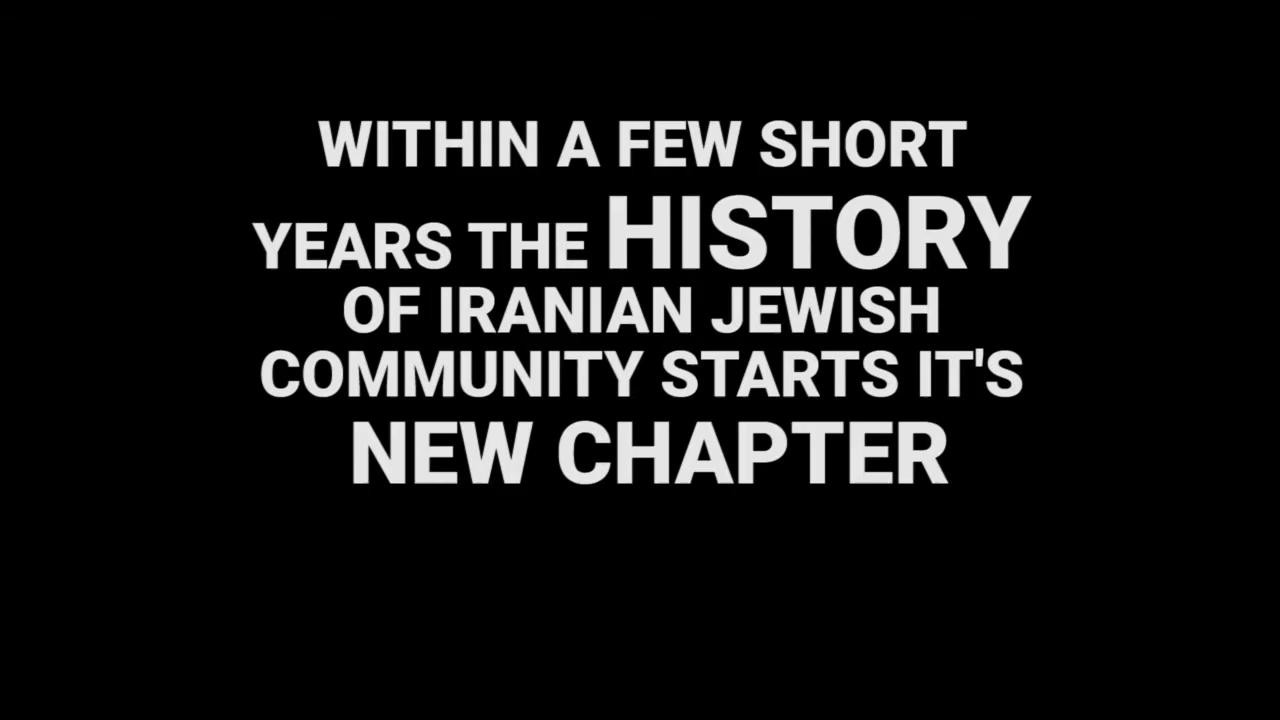 WITHIN A FEW SHORT
YEARS THE HISTORY
OF IRANIAN JEWISH
COMMUNITY STARTS IT'S
NEW CHAPTER